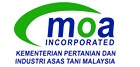 moa
INCORPORATED
KEMENTERIAN PERTANIAN DAN
INDUSTRI ASAS TANI MALAYSIA